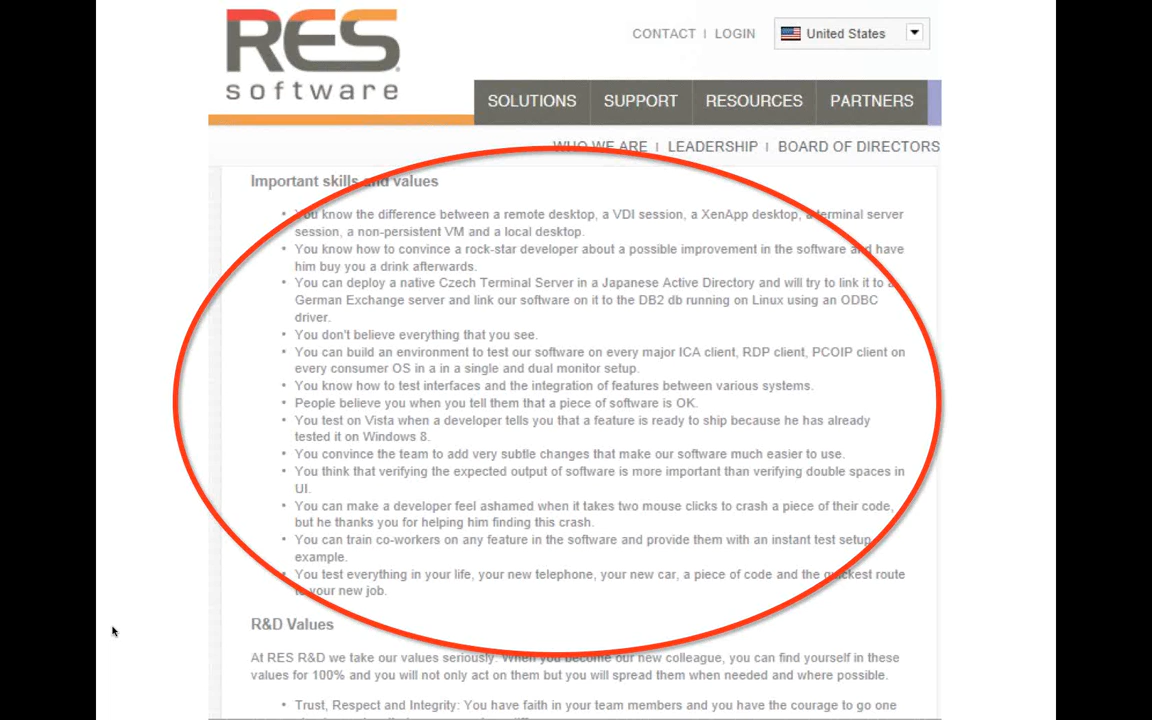 RES
software
CONTACT | LOGIN
United States
SOLUTIONS
SUPPORT
RESOURCES
PARTNERS
WHO WE ARE | LEADERSHIP | BOARD OF DIRECTORS
Important skills and values
• You know the difference between a remote desktop, a VDI session, a XenApp desktop, a terminal server
session, a non-persistent VM and a local desktop.
• You know how to convince a rock-star developer about a possible improvement in the software and have
him buy you a drink afterwards.
• You can deploy a native Czech Terminal Server in a Japanese Active Directory and will try to link it to a
German Exchange server and link our software on it to the DB2 db running on Linux using an ODBC
driver.
• You don't believe everything that you see.
• You can build an environment to test our software on every major ICA client, RDP client, PCOIP client on
every consumer OS in a in a single and dual monitor setup.
• You know how to test interfaces and the integration of features between various systems.
• People believe you when you tell them that a piece of software is OK.
• You test on Vista when a developer tells you that a feature is ready to ship because he has already
tested it on Windows 8.
• You convince the team to add very subtle changes that make our software much easier to use.
• You think that verifying the expected output of software is more important than verifying double spaces in
UI.
• You can make a developer feel ashamed when it takes two mouse clicks to crash a piece of their code,
but he thanks you for helping him finding this crash.
• You can train co-workers on any feature in the software and provide them with an instant test setup
example.
• You test everything in your life, your new telephone, your new car, a piece of code and the quickest route
to your new job.
R&D Values
At RES R&D we take our values seriously. When you become our new colleague, you can find yourself in these
values for 100% and you will not only act on them but you will spread them when needed and where possible.
• Trust, Respect and Integrity: You have faith in your team members and you have the courage to go one